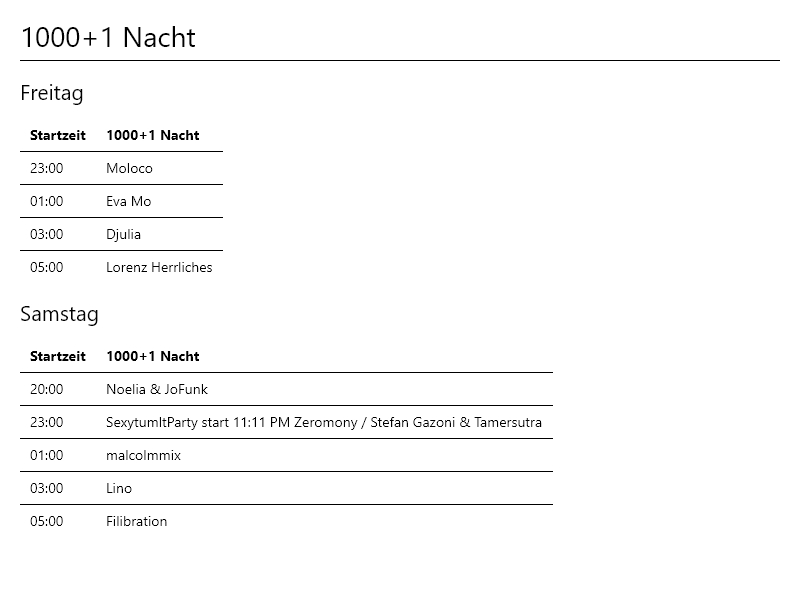 1000+1 Nacht
Freitag
Startzeit 1000+1 Nacht
23:00 Moloco
01:00 Eva Mo
03:00 Djulia
05:00 Lorenz Herrliches
Samstag
Startzeit 1000+1 Nacht
20:00 Noelia & JoFunk
23:00 SexytumItParty start 11:11 PM Zeromony / Stefan Gazoni & Tamersutra
01:00 malcolmmix
03:00 Lino
05:00 Filibration